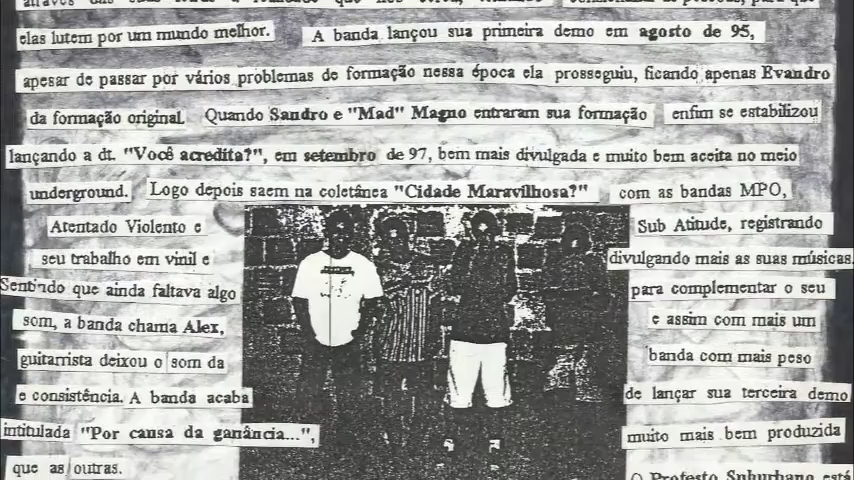 elas lutem por um mundo melhor. A banda lançou sua primeira demo em agosto de 95,
apesar de passar por vários problemas de formação nessa época ela prosseguiu, ficando apenas Evandro
da formação original. Quando Sandro e "Mad" Magno entraram sua formação enfim se estabilizou
lançando a dt. "Você acredita?", em setembro de 97, bem mais divulgada e muito bem aceita no meio
underground. Logo depois saem na coletânea "Cidade Maravilhosa?" com as bandas MPO,
Atentado Violento e Sub Atitude, registrando
seu trabalho em vinil e divulgando mais as suas músicas.
Sentindo que ainda faltava algo para complementar o seu
som, a banda chama Alex, e assim com mais um
guitarrista deixou o som da banda com mais peso
e consistência. A banda acaba de lançar sua terceira demo
intitulada "Por causa da ganância...", muito mais bem produzida
que as outras. O Profesto Suburbano está